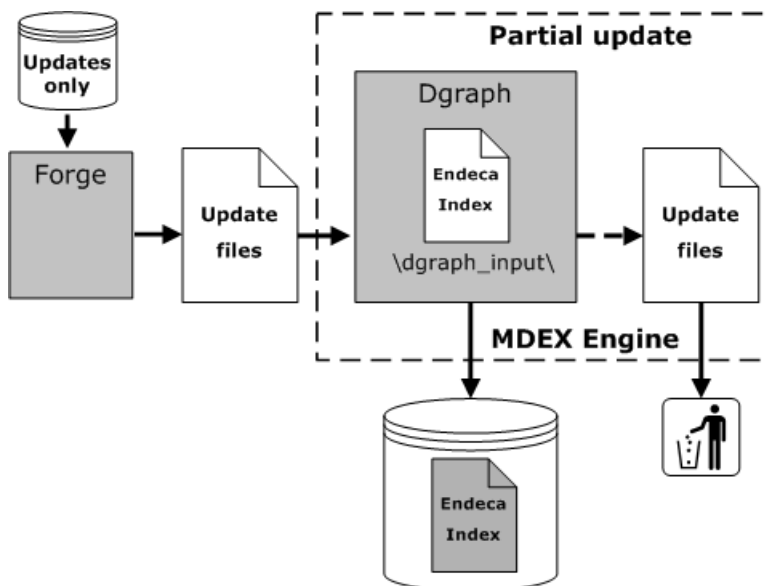 Partial update
Updates
only
Dgraph
Forge
Endeca
Index
Update
files
Update
files
\dgraph_input\
MDEX Engine
Endeca
Index